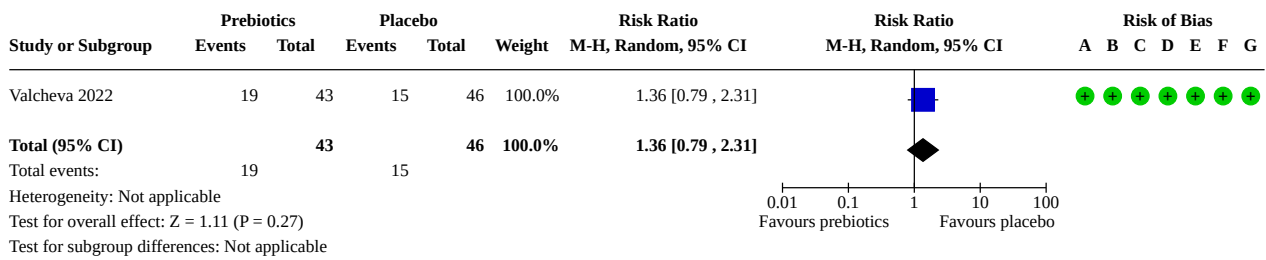 Prebiotics Placebo Risk Ratio Risk Ratio Risk of Bias
Study or Subgroup Events Total Events Total Weight M-H, Random, 95% CI M-H, Random, 95% CI A B C D E F G
Valcheva 2022 19 43 15 46 100.0% 1.36 [0.79 , 2.31] + + + + + + +
Total (95% CI) 43 46 100.0% 1.36 [0.79 , 2.31]
Total events: 19 15
Heterogeneity: Not applicable
0.01 0.1 1 10 100
Test for overall effect: Z = 1.11 (P = 0.27)
Favours prebiotics Favours placebo
Test for subgroup differences: Not applicable